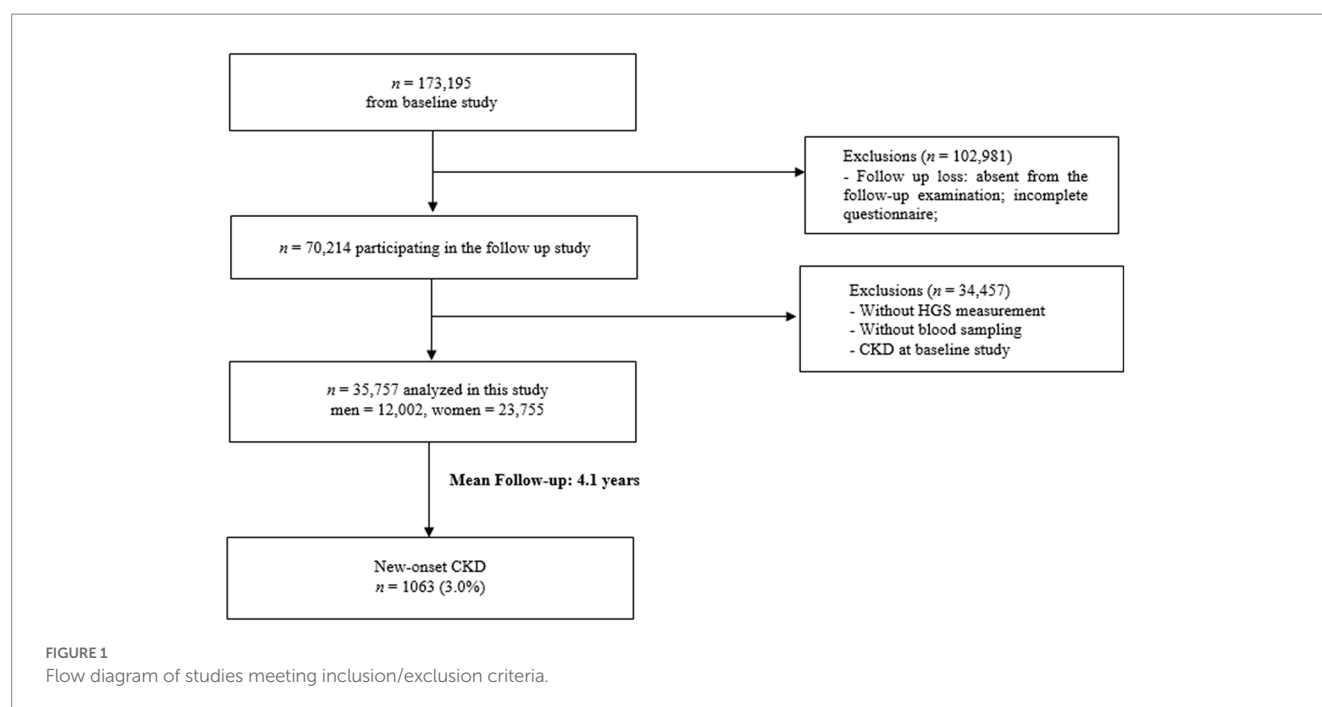 n = 173,195
from baseline study
Exclusions (n = 102,981)
- Follow up loss: absent from the
follow-up examination; incomplete
questionnaire;
n = 70,214 participating in the follow up study
Exclusions (n = 34,457)
- Without HGS measurement
- Without blood sampling
- CKD at baseline study
n = 35,757 analyzed in this study
men = 12,002, women = 23,755
Mean Follow-up: 4.1 years
New-onset CKD
n = 1063 (3.0%)
FIGURE 1
Flow diagram of studies meeting inclusion/exclusion criteria.